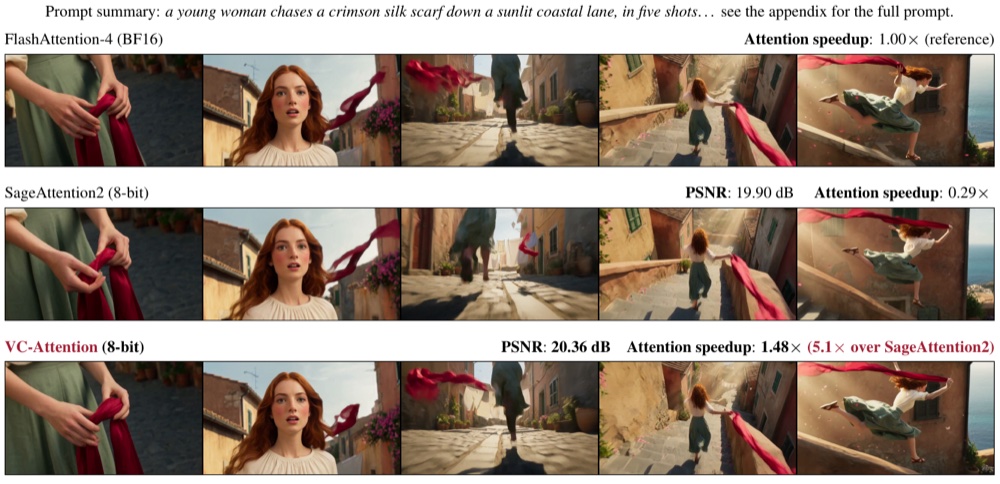 Prompt summary: a young woman chases a crimson silk scarf down a sunlit coastal lane, in five shots… see the appendix for the full prompt.
FlashAttention-4 (BF16) Attention speedup: 1.00× (reference)
SageAttention2 (8-bit) PSNR: 19.90 dB Attention speedup: 0.29×
VC-Attention (8-bit) PSNR: 20.36 dB Attention speedup: 1.48× (5.1× over SageAttention2)